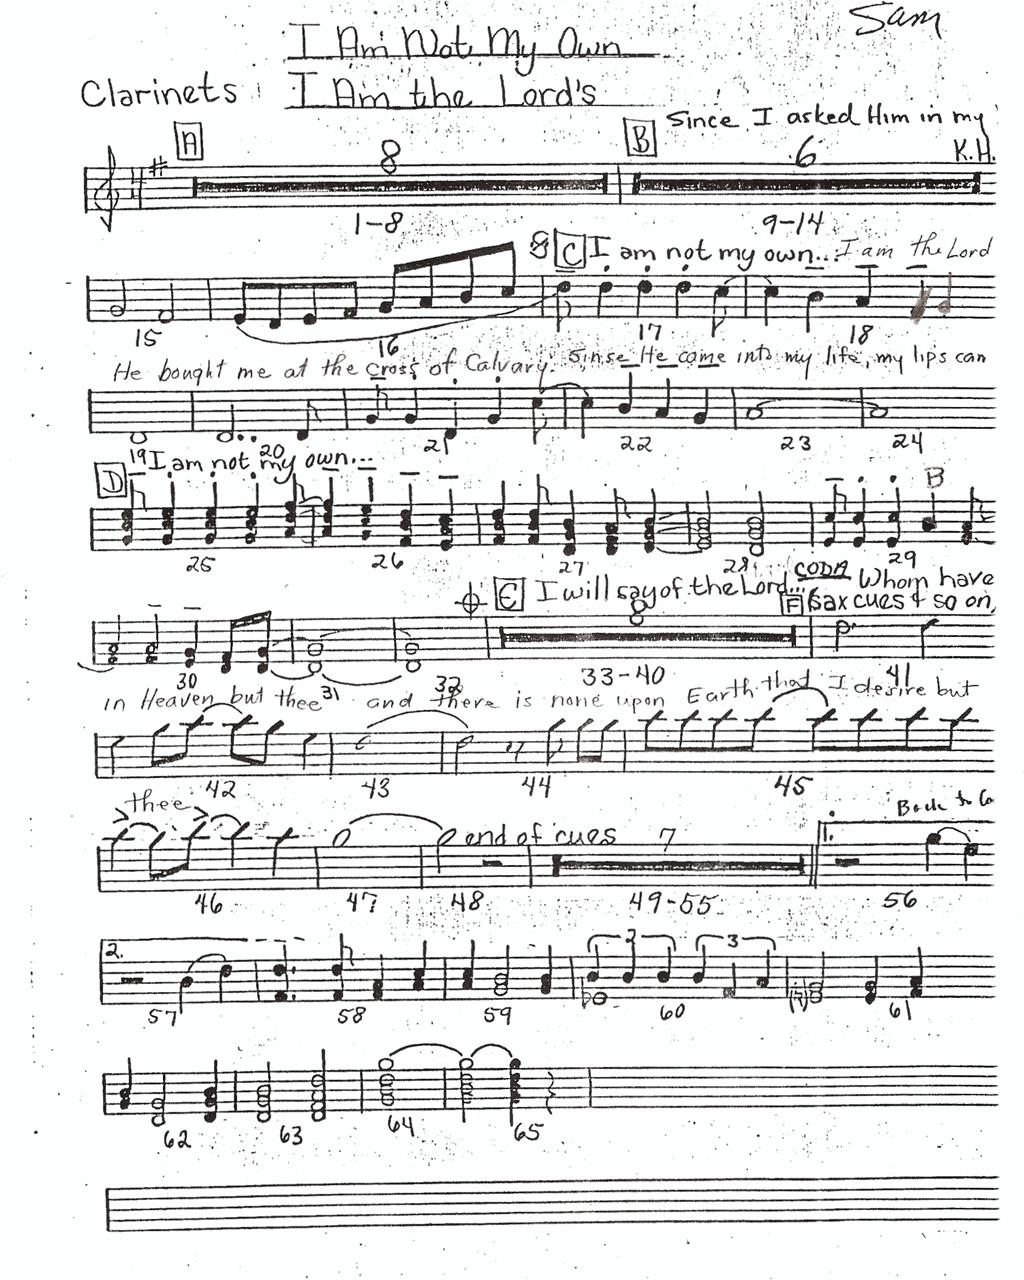 Sam
I Am Not My Own
Clarinets I Am the Lord's
Since I asked Him in my
A 8 B 6 K.H.
1-8 9-14
C I am not my own... I am the Lord
15 16 17 18
He bought me at the cross of Calvary. Sinse He came into my life, my lips can
19 20 21 22 23 24
D I am not my own...
B
25 26 27 28 29
CODA Whom have
E I will say of the Lord... F Sax cues & so on,
8
30 31 32 33-40 41
in Heaven but thee and there is none upon Earth that I desire but
42 43 44 45
thee Back to Co
end of cues 7 1.
46 47 48 49-55 56
2. 3 3
57 58 59 60 61
62 63 64 65